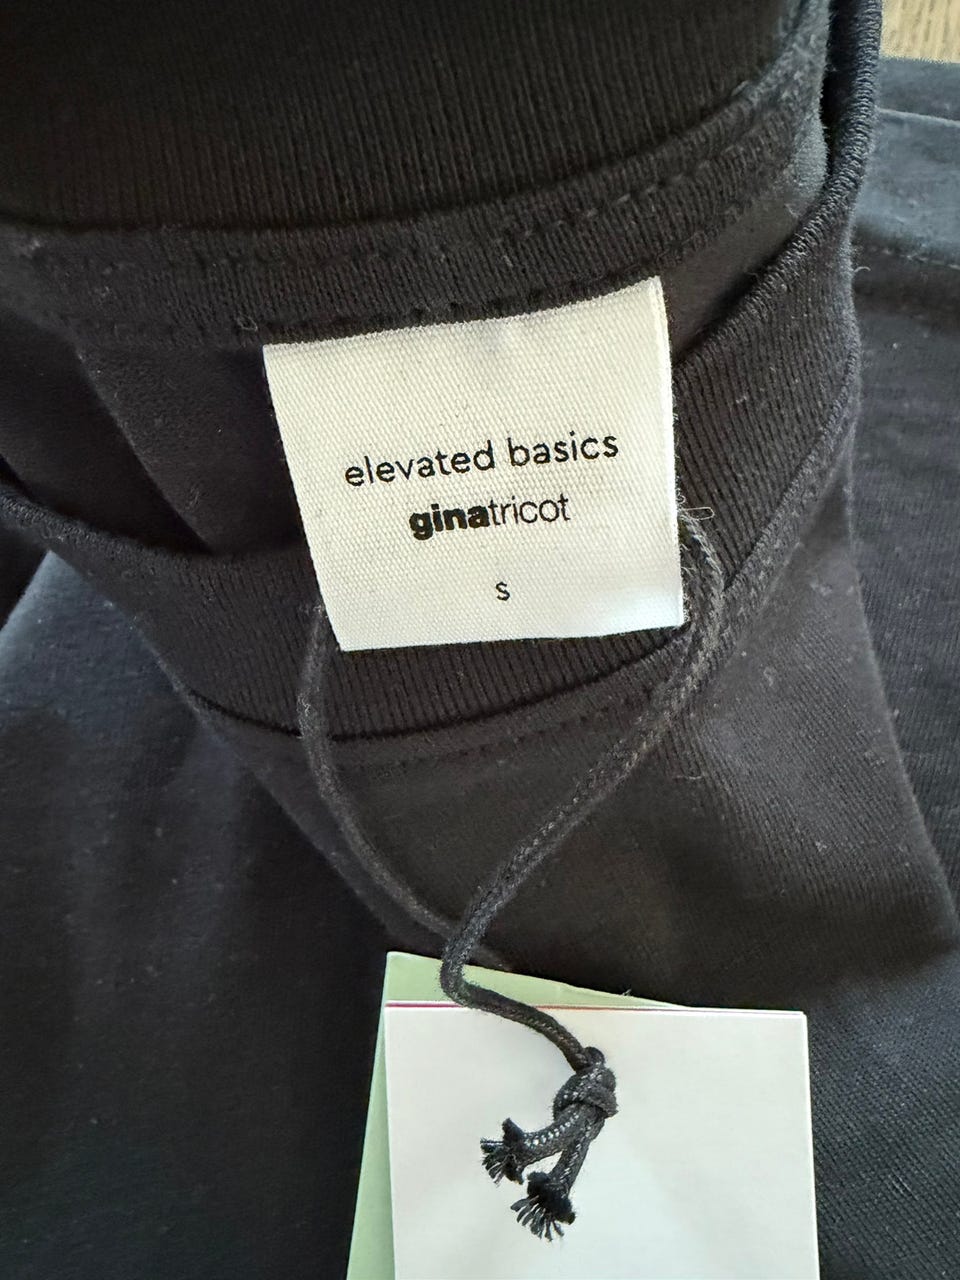 elevated basics
ginatricot
S